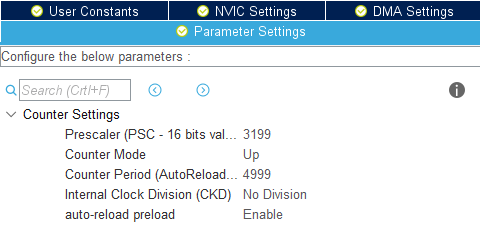 User Constants NVIC Settings DMA Settings
Parameter Settings
Configure the below parameters :
Search (Crtl+F)
Counter Settings
Prescaler (PSC - 16 bits val... 3199
Counter Mode Up
Counter Period (AutoReload... 4999
Internal Clock Division (CKD) No Division
auto-reload preload Enable